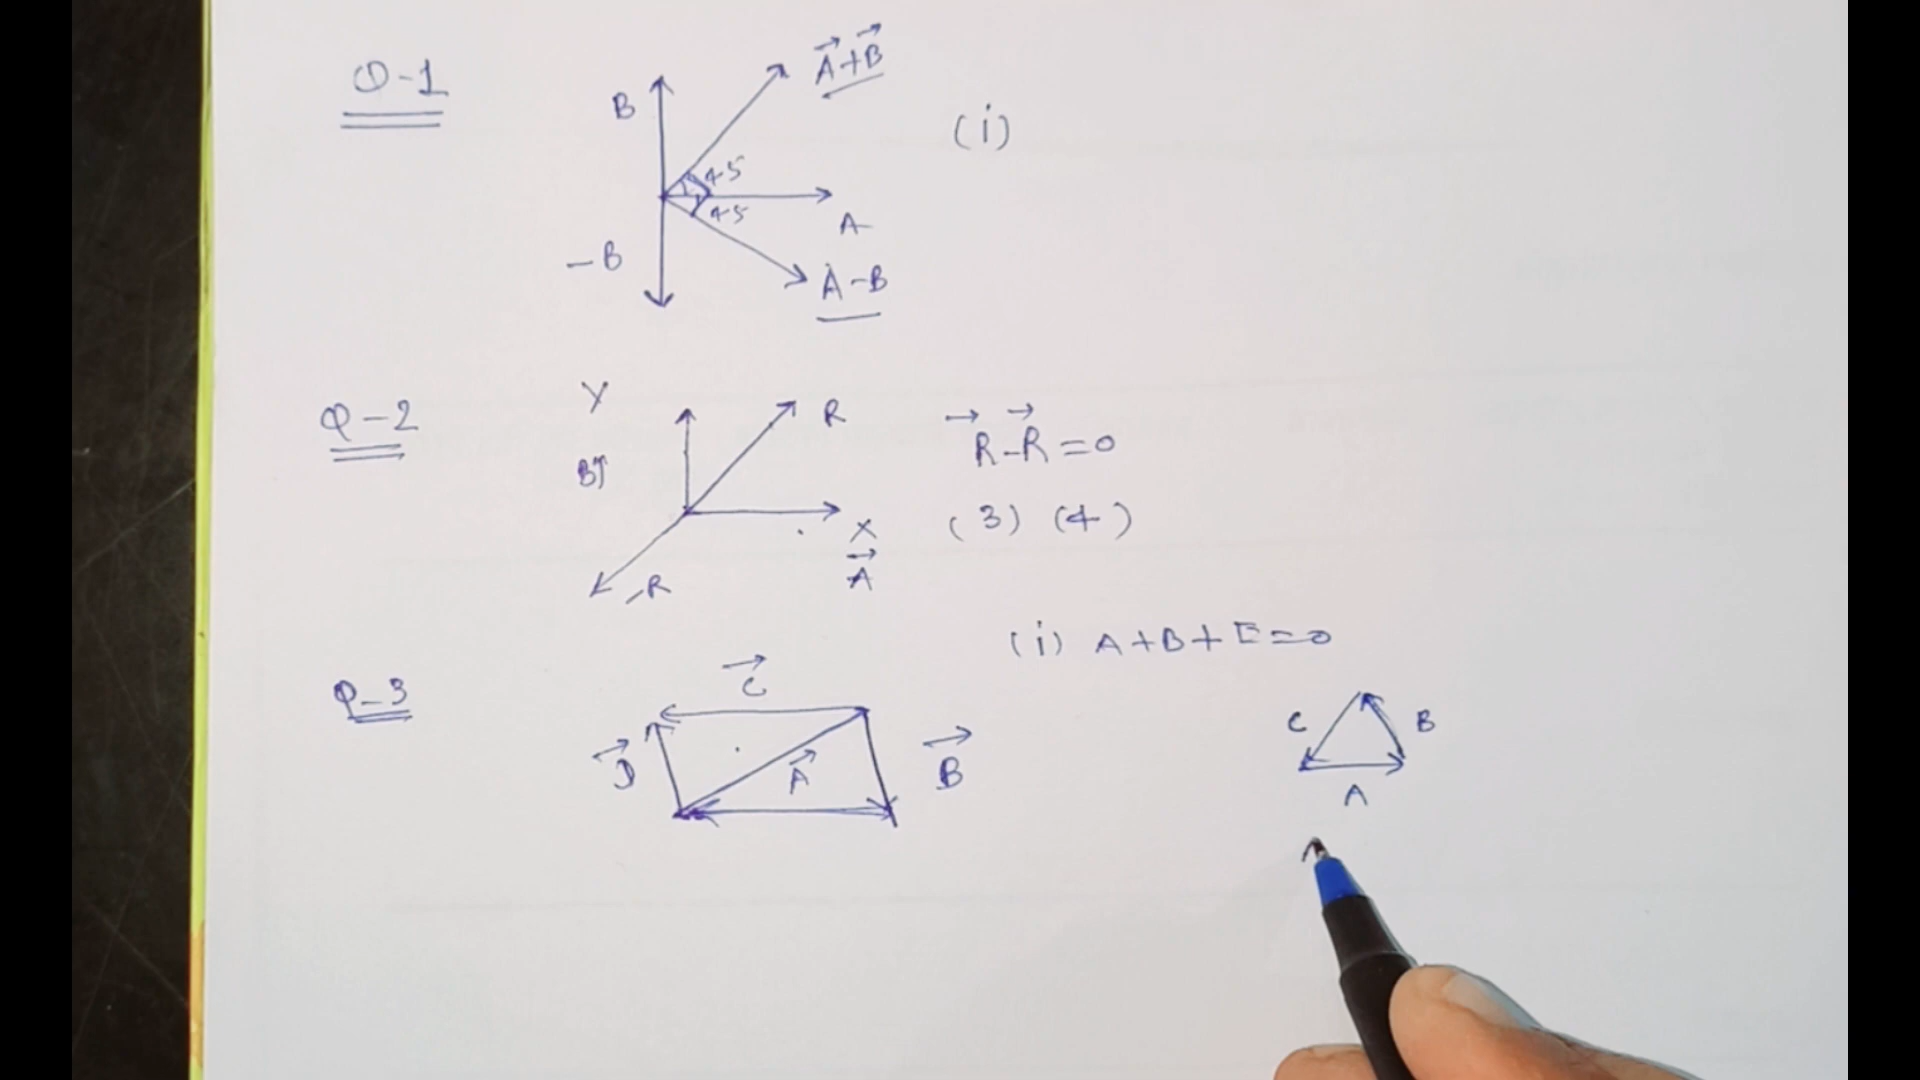 Q-1
A+B
B
(i)
45
45
A
-B
A-B
Q-2
Y
R
R-R=0
B
(3) (4)
X
A
-R
(i) A+B+E=0
Q-3
C
D
A
B
C
B
A